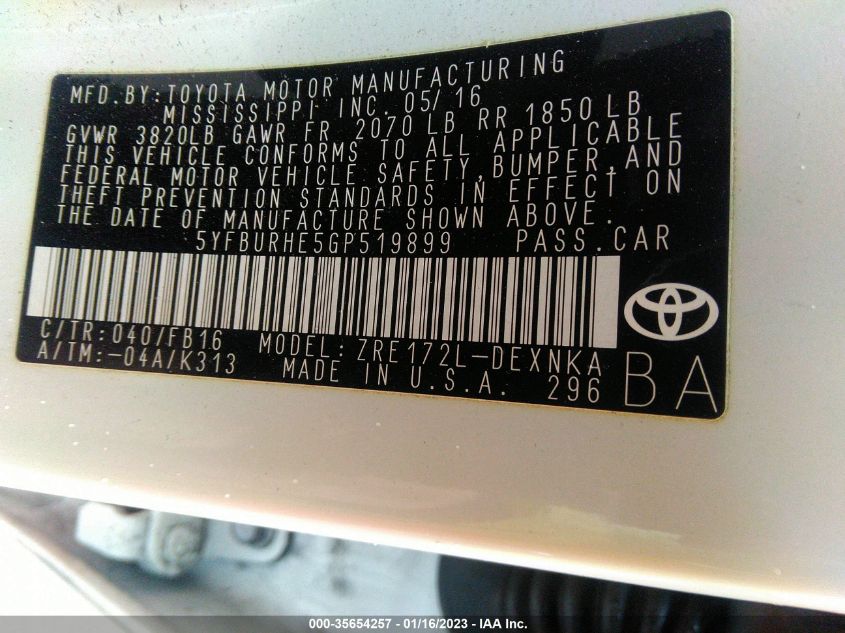 MFD.BY:TOYOTA MOTOR MANUFACTURING
MISSISSIPPI INC. 05/16
GVWR 3820LB GAWR FR 2070 LB RR 1850 LB
THIS VEHICLE CONFORMS TO ALL APPLICABLE
FEDERAL MOTOR VEHICLE SAFETY,BUMPER,AND
THEFT PREVENTION STANDARDS IN EFFECT ON
THE DATE OF MANUFACTURE SHOWN ABOVE.
5YFBURHE5GP519899 PASS.CAR
C/TR:040/FB16 MODEL:ZRE172L-DEXNKA
A/TM:-04A/K313 MADE IN U.S.A. 296 BA
000-35654257 - 01/16/2023 - IAA Inc.